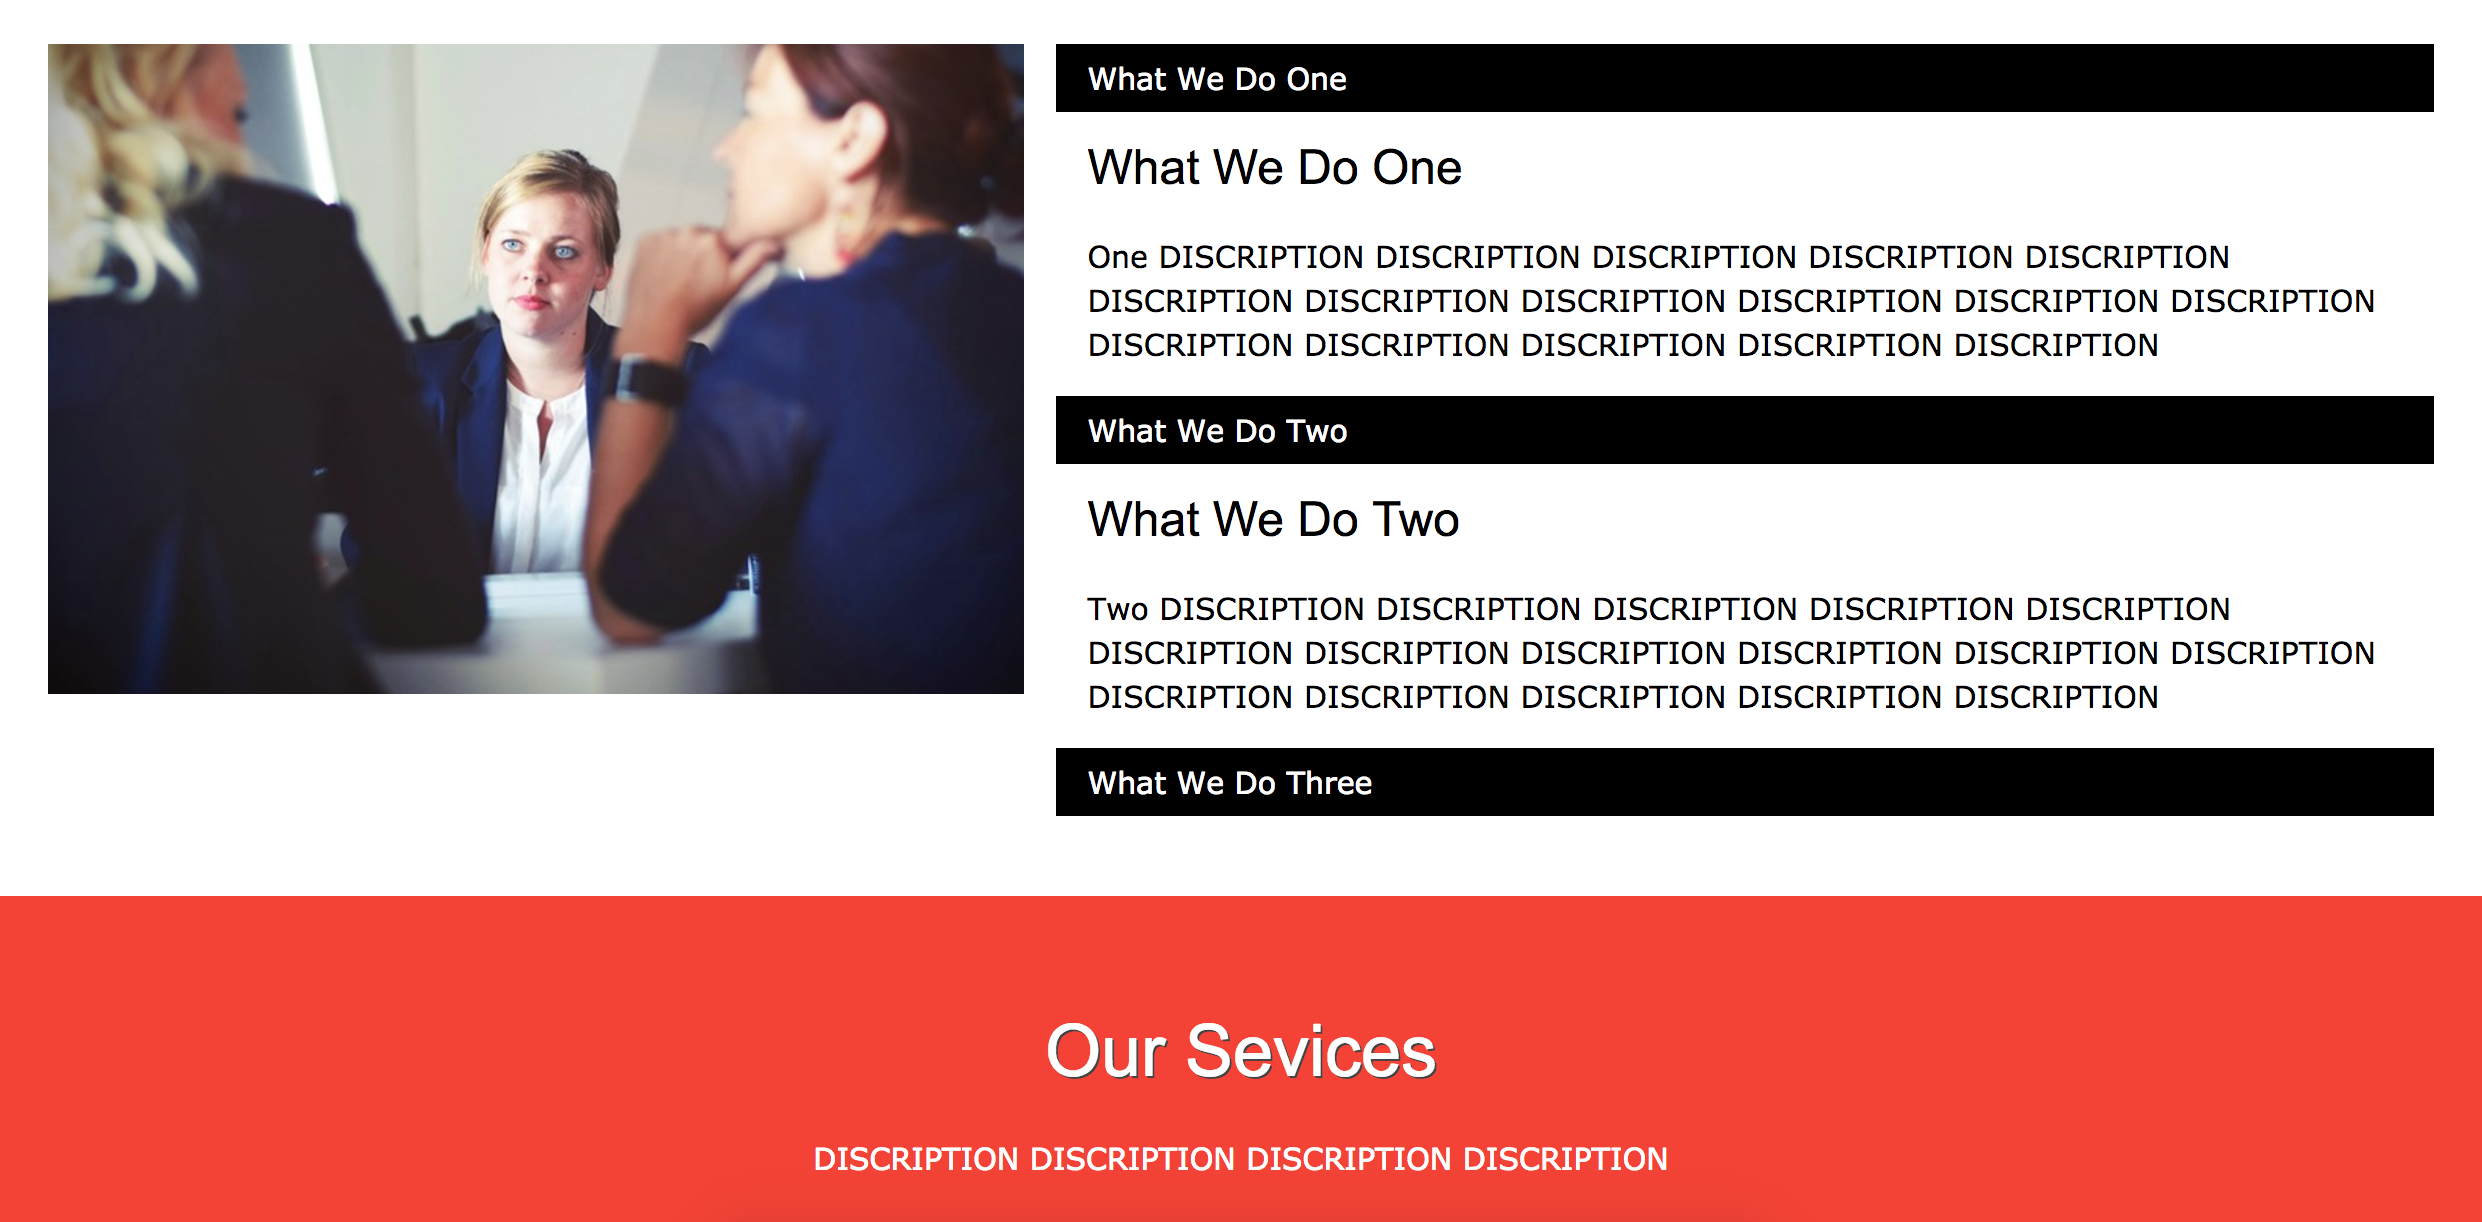 What We Do One
What We Do One
One DISCRIPTION DISCRIPTION DISCRIPTION DISCRIPTION DISCRIPTION
DISCRIPTION DISCRIPTION DISCRIPTION DISCRIPTION DISCRIPTION DISCRIPTION
DISCRIPTION DISCRIPTION DISCRIPTION DISCRIPTION DISCRIPTION
What We Do Two
What We Do Two
Two DISCRIPTION DISCRIPTION DISCRIPTION DISCRIPTION DISCRIPTION
DISCRIPTION DISCRIPTION DISCRIPTION DISCRIPTION DISCRIPTION DISCRIPTION
DISCRIPTION DISCRIPTION DISCRIPTION DISCRIPTION DISCRIPTION
What We Do Three
Our Sevices
DISCRIPTION DISCRIPTION DISCRIPTION DISCRIPTION